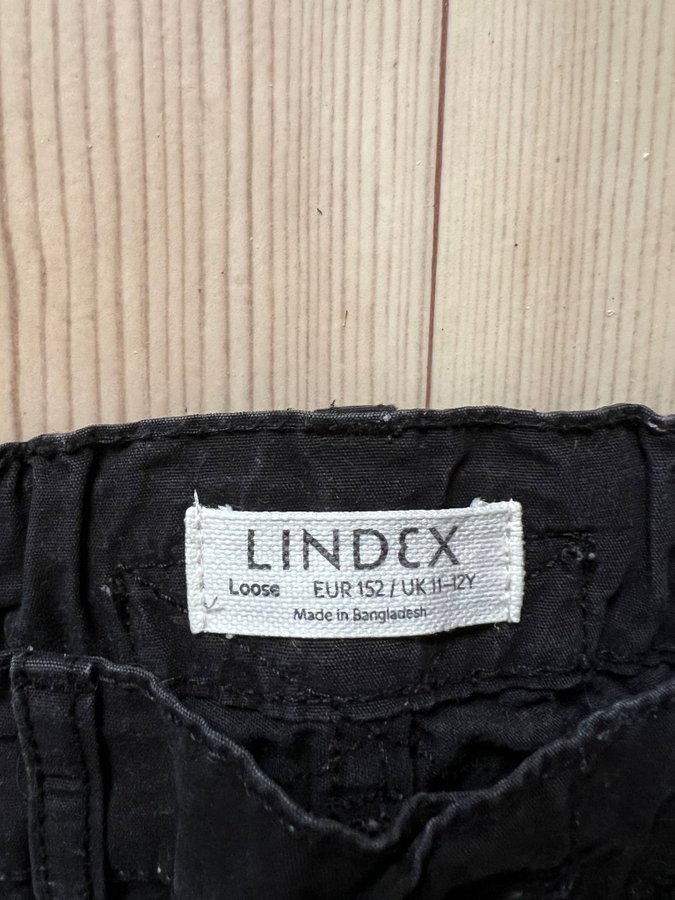 LINDEX
Loose EUR 152 / UK 11-12Y
Made in Bangladesh